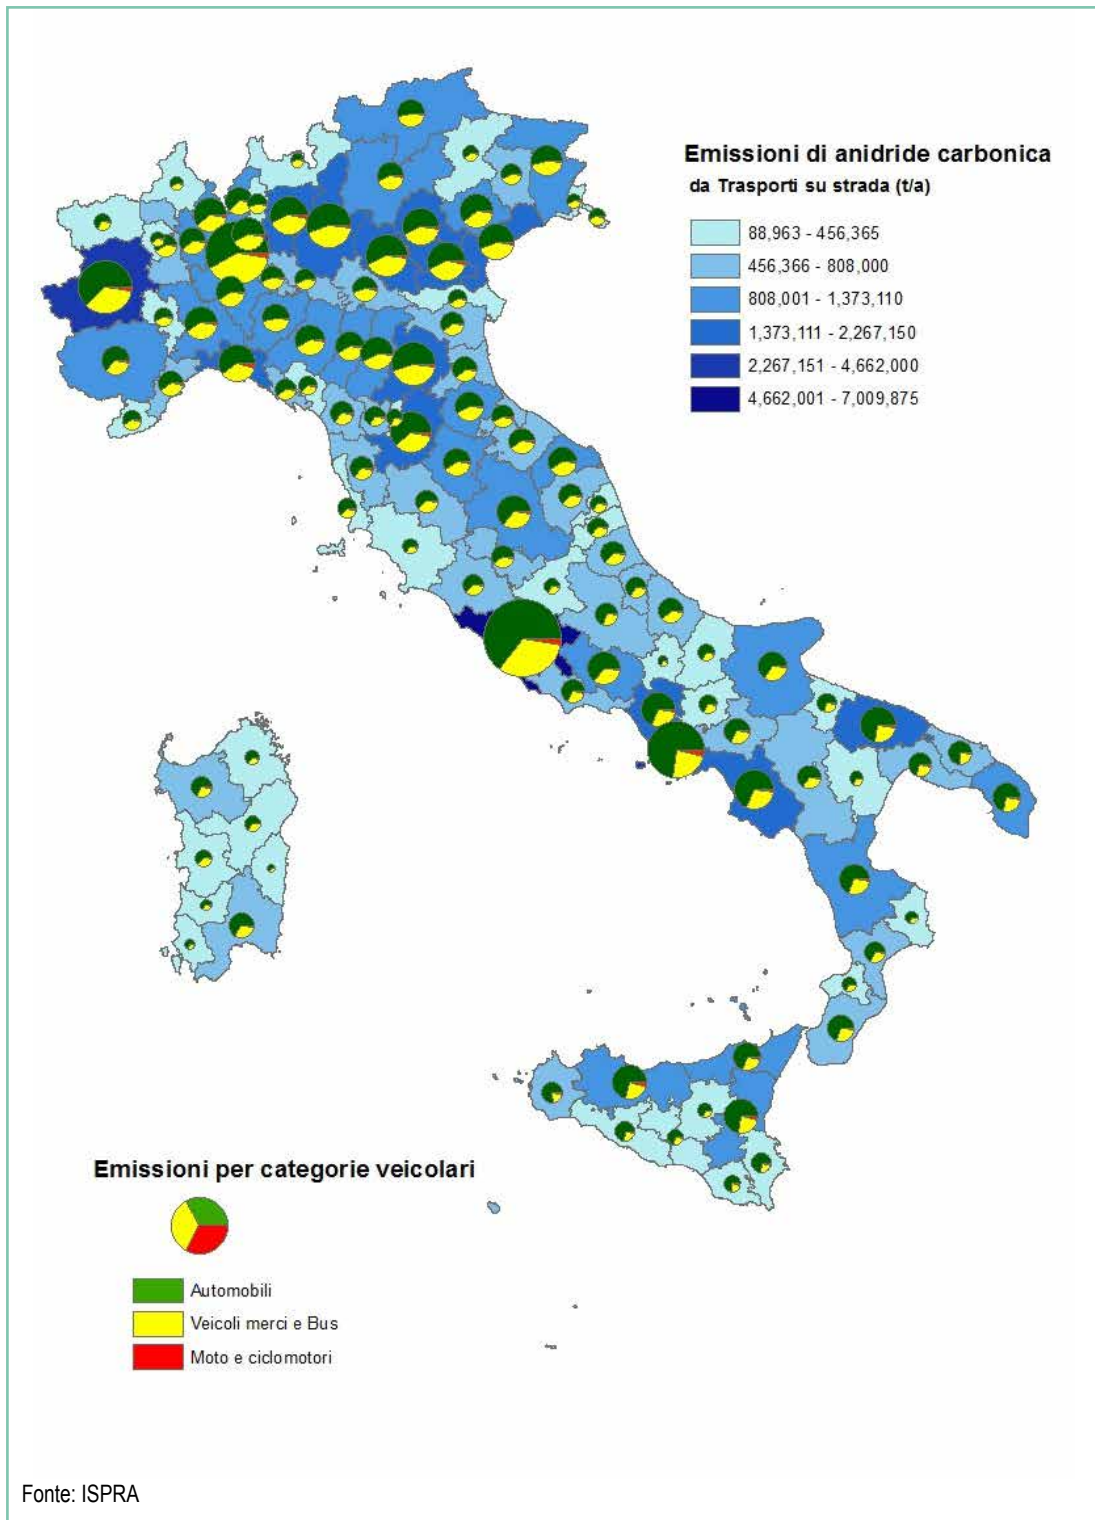 Emissioni di anidride carbonica
da Trasporti su strada (t/a)
88,963 - 456,365
456,366 - 808,000
808,001 - 1,373,110
1,373,111 - 2,267,150
2,267,151 - 4,662,000
4,662,001 - 7,009,875
Emissioni per categorie veicolari
Automobili
Veicoli merci e Bus
Moto e ciclomotori
Fonte: ISPRA